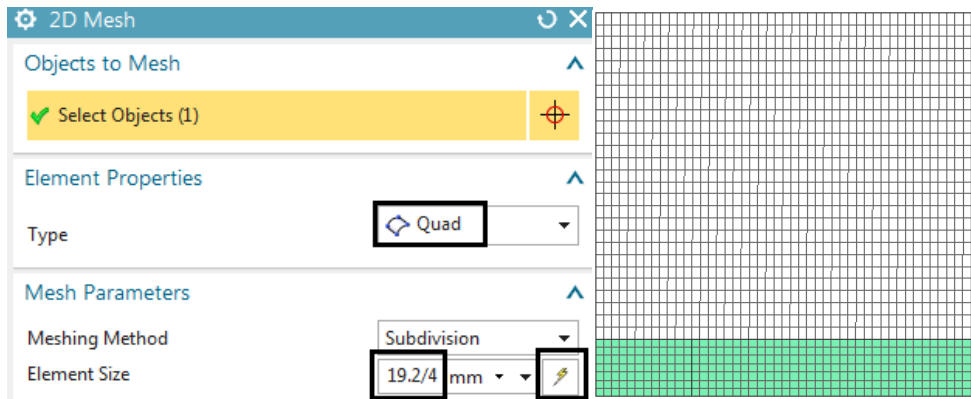 2D Mesh
Objects to Mesh
Select Objects (1)
Element Properties
Type
Quad
Mesh Parameters
Meshing Method
Subdivision
Element Size
19.2/4 mm